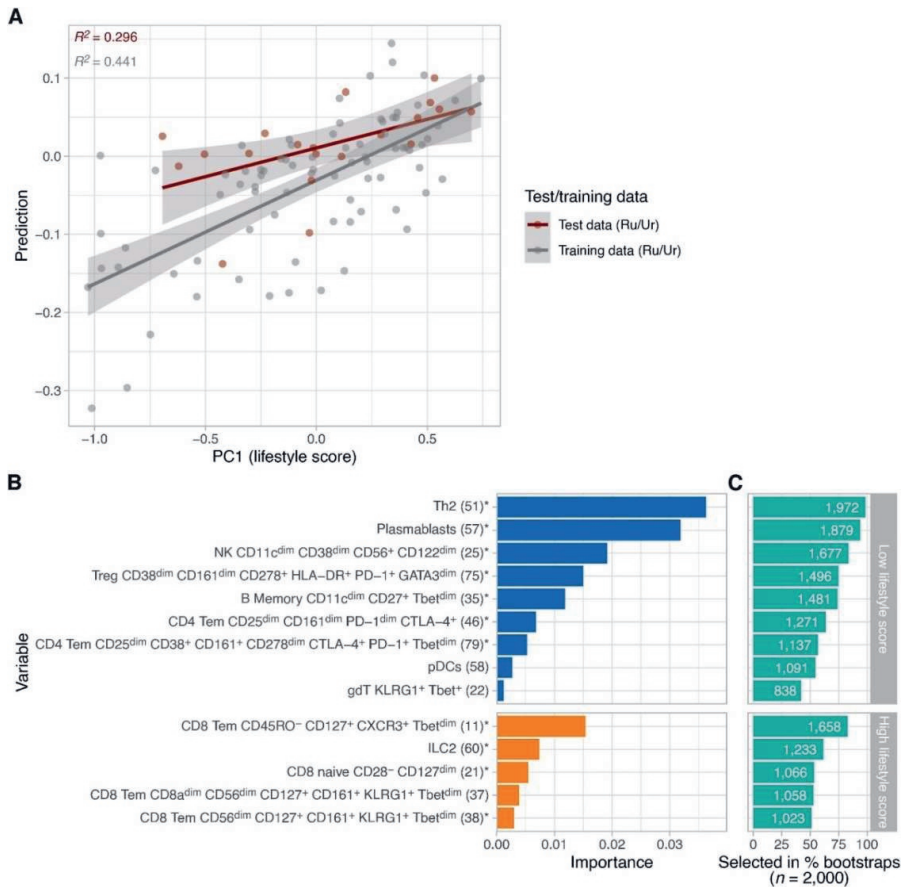 A
R² = 0.296
R² = 0.441
0.1
0.0
−0.1
−0.2
−0.3
Prediction
−1.0
−0.5
0.0
0.5
PC1 (lifestyle score)
Test/training data
Test data (Ru/Ur)
Training data (Ru/Ur)
B
C
Variable
Th2 (51)*
Plasmablasts (57)*
NK CD11c^dim CD38^dim CD56⁺ CD122^dim (25)*
Treg CD38^dim CD161^dim CD278⁺ HLA−DR⁺ PD−1⁺ GATA3^dim (75)*
B Memory CD11c^dim CD27⁺ Tbet^dim (35)*
CD4 Tem CD25^dim CD161^dim PD−1^dim CTLA−4⁺ (46)*
CD4 Tem CD25^dim CD38⁺ CD161⁺ CD278^dim CTLA−4⁺ PD−1⁺ Tbet^dim (79)*
pDCs (58)
gdT KLRG1⁺ Tbet⁺ (22)
1,972
1,879
1,677
1,496
1,481
1,271
1,137
1,091
838
Low lifestyle score
CD8 Tem CD45RO⁻ CD127⁺ CXCR3⁺ Tbet^dim (11)*
ILC2 (60)*
CD8 naive CD28⁻ CD127^dim (21)*
CD8 Tem CD8a^dim CD56^dim CD127⁺ CD161⁺ KLRG1⁺ Tbet^dim (37)
CD8 Tem CD56^dim CD127⁺ CD161⁺ KLRG1⁺ Tbet^dim (38)*
1,658
1,233
1,066
1,058
1,023
High lifestyle score
0.00
0.01
0.02
0.03
Importance
0
25
50
75
100
Selected in % bootstraps
(n = 2,000)